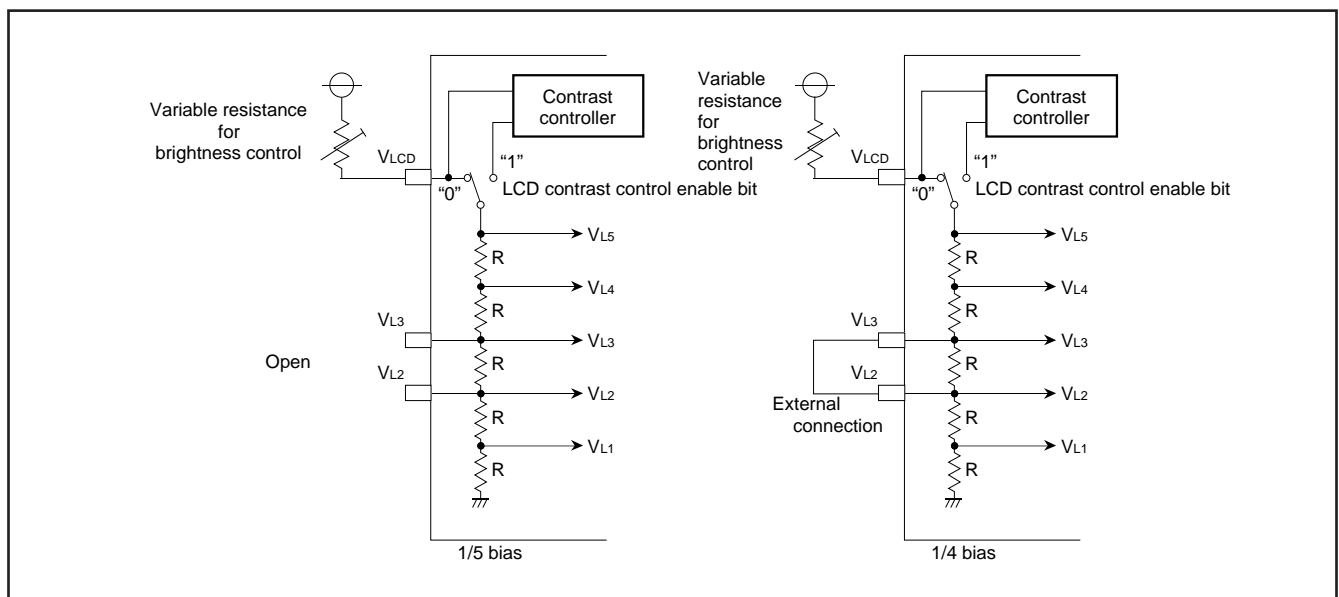 Variable resistance
for
brightness control
VLCD
Contrast
controller
“1”
“0”
LCD contrast control enable bit
VL5
R
VL4
R
VL3
VL3
Open
R
VL2
VL2
R
VL1
R
1/5 bias
Variable
resistance
for
brightness
control
VLCD
Contrast
controller
“1”
“0”
LCD contrast control enable bit
VL5
R
VL4
R
VL3
VL3
R
VL2
VL2
External
connection
R
VL1
R
1/4 bias